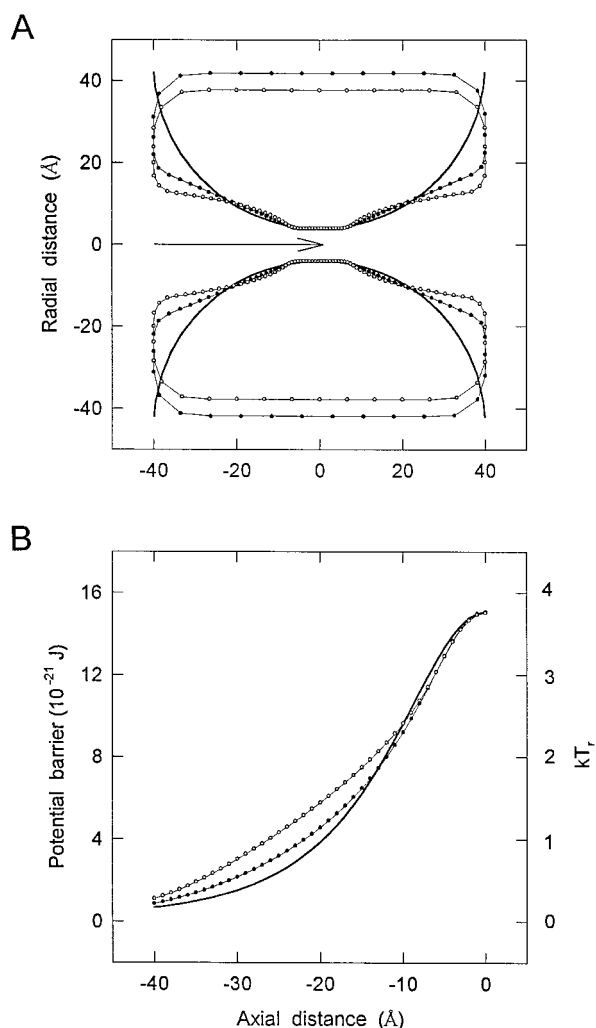 A
Radial distance (Å)
40
20
0
-20
-40
-40 -20 0 20 40
B
Potential barrier (10⁻²¹ J)
16
12
8
4
0
4
3
2
1
0
kTᵣ
-40 -30 -20 -10 0
Axial distance (Å)